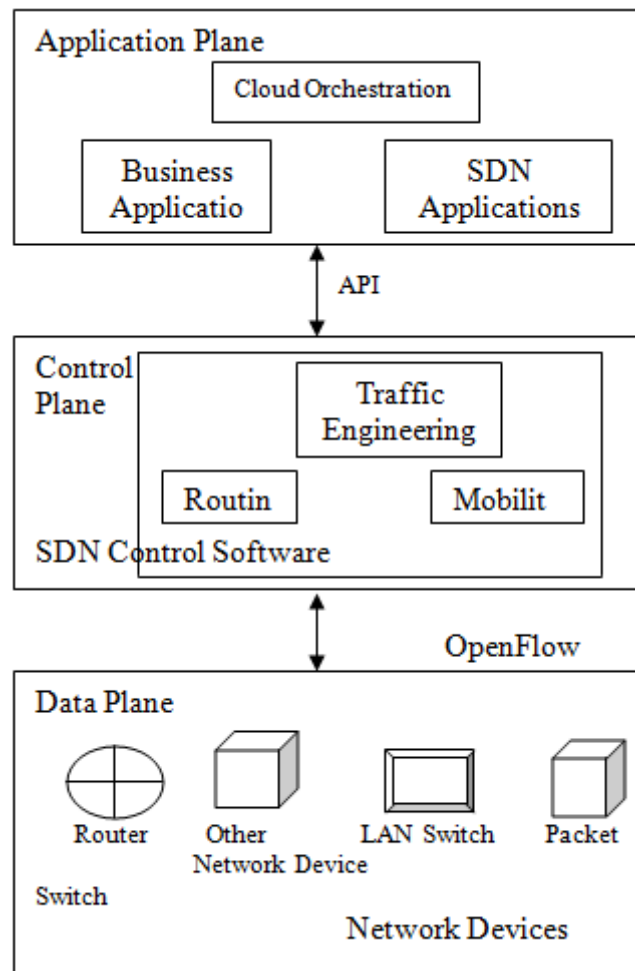 Application Plane
Cloud Orchestration
Business
Applicatio
SDN
Applications
API
Control
Plane
Traffic
Engineering
Routin
Mobilit
SDN Control Software
OpenFlow
Data Plane
Router
Other
Network Device
LAN Switch
Packet
Switch
Network Devices